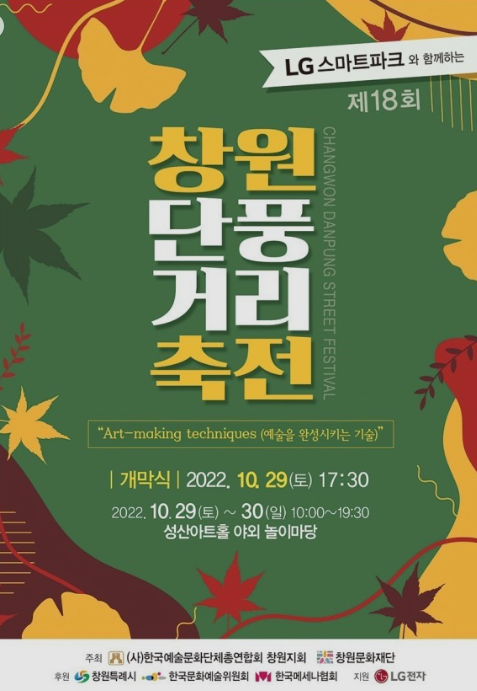 LG 스마트파크 와 함께하는
제18회
창원
단풍
거리
축전
CHANGWON DANPUNG STREET FESTIVAL
“Art-making techniques (예술을 완성시키는 기술)”
| 개막식 | 2022. 10. 29(토) 17:30
2022. 10. 29(토) ~ 30(일) 10:00~19:30
성산아트홀 야외 놀이마당
주최 (사)한국예술문화단체총연합회 창원지회 창원문화재단
후원 창원특례시 한국문화예술위원회 한국메세나협회 지원 LG전자